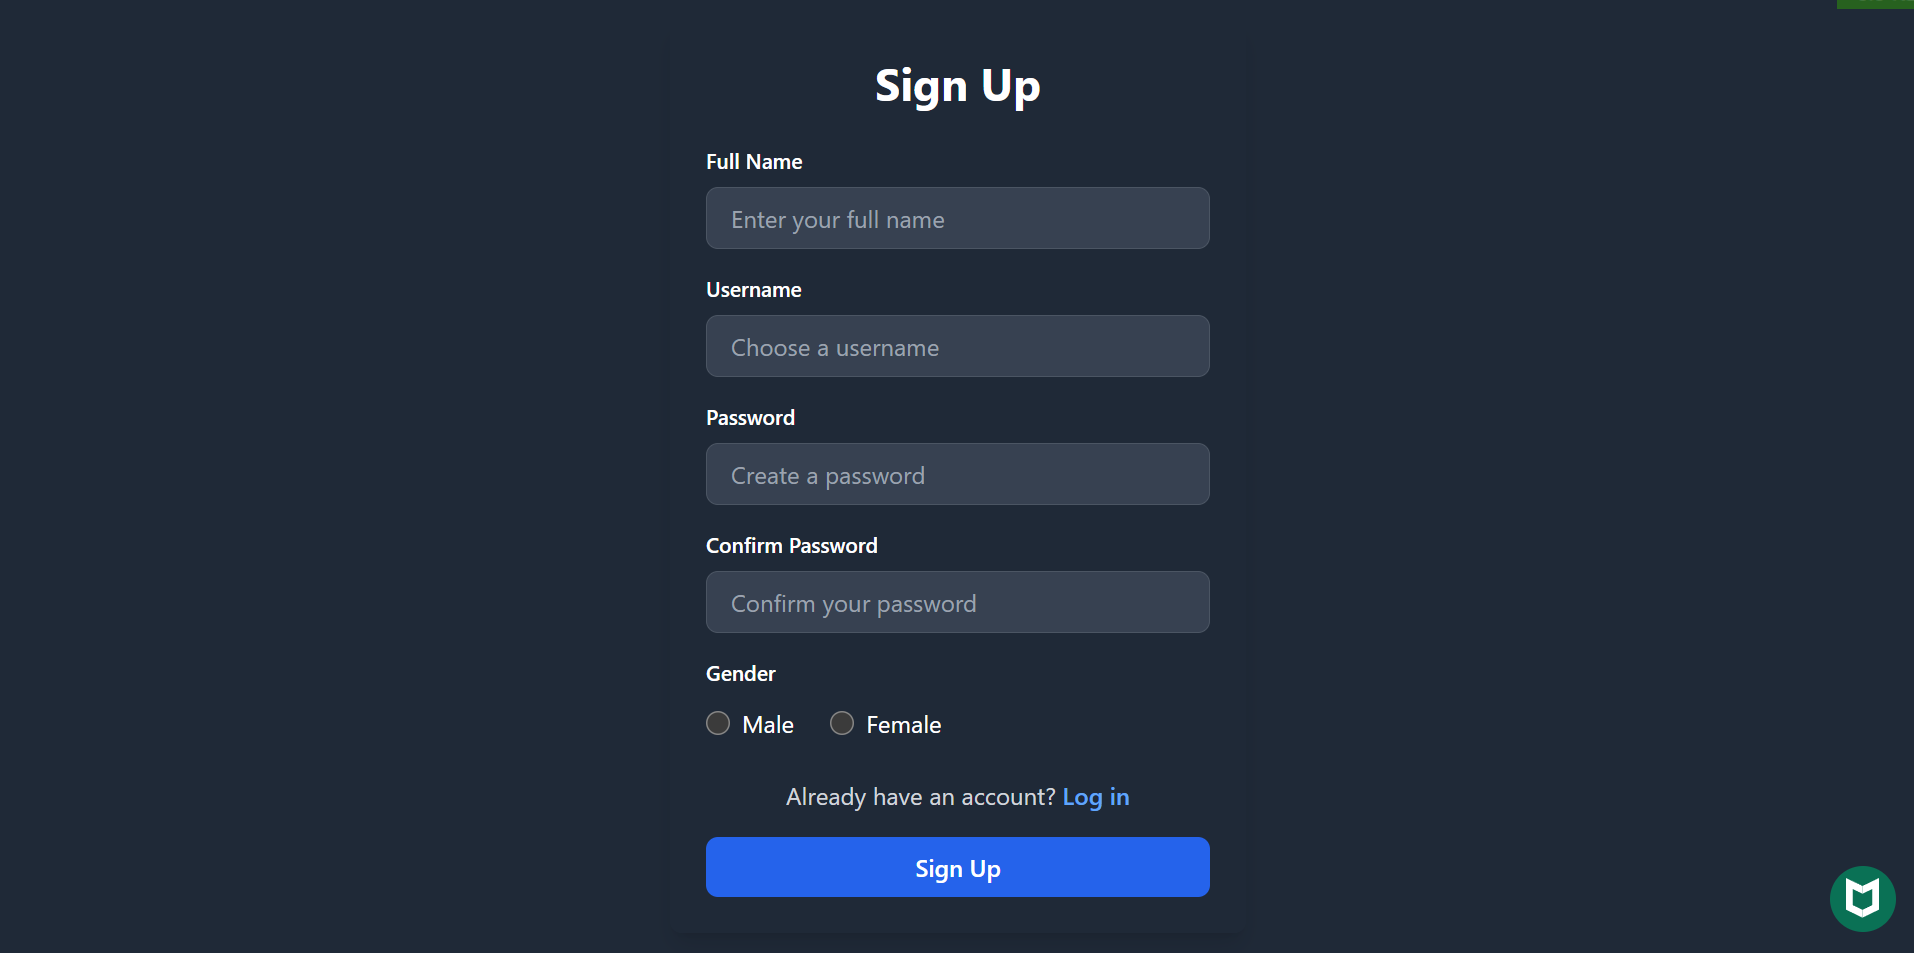 Sign Up
Full Name
Enter your full name
Username
Choose a username
Password
Create a password
Confirm Password
Confirm your password
Gender
Male Female
Already have an account? Log in
Sign Up